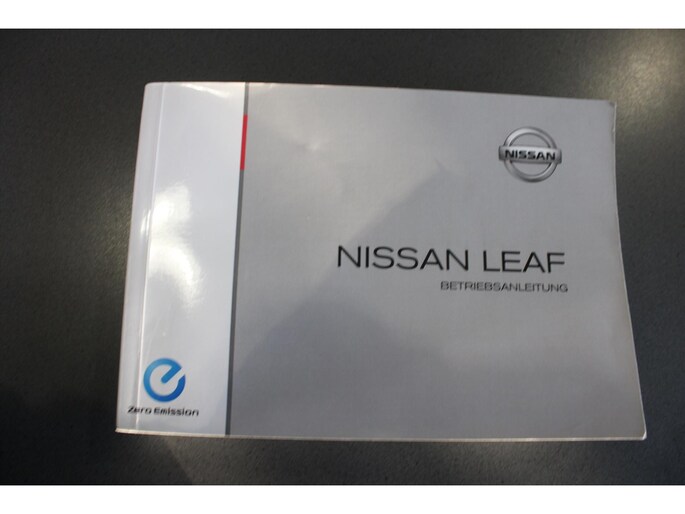 NISSAN
NISSAN LEAF
BETRIEBSANLEITUNG
Zero Emission